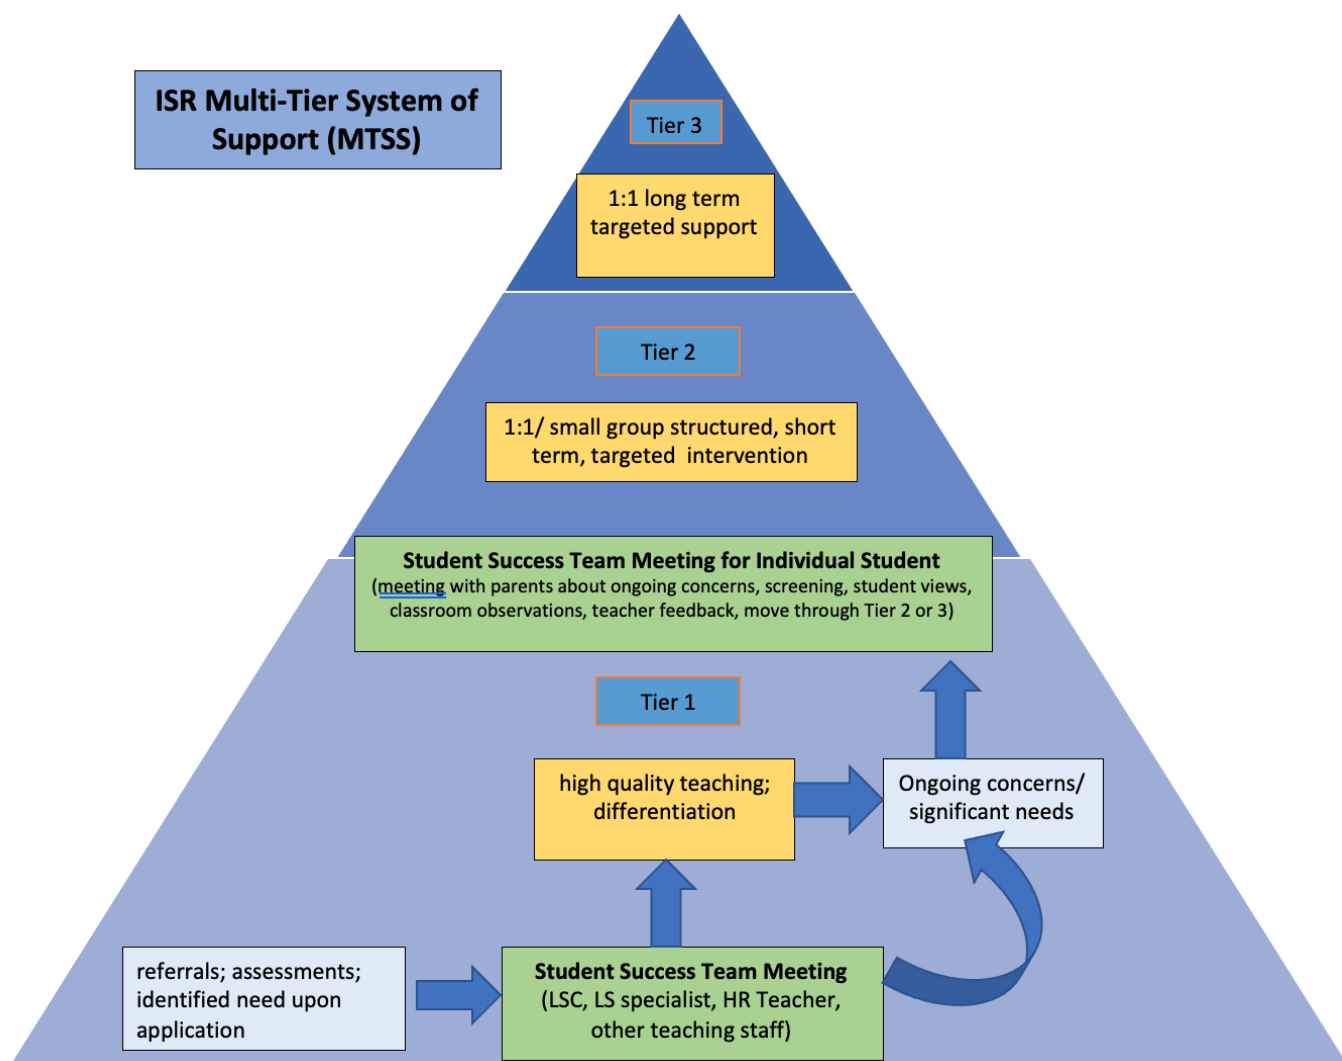 ISR Multi-Tier System of
Support (MTSS)
Tier 3
1:1 long term
targeted support
Tier 2
1:1/ small group structured, short
term, targeted  intervention
Student Success Team Meeting for Individual Student
(meeting with parents about ongoing concerns, screening, student views,
classroom observations, teacher feedback, move through Tier 2 or 3)
Tier 1
high quality teaching;
differentiation
Ongoing concerns/
significant needs
referrals; assessments;
identified need upon
application
Student Success Team Meeting
(LSC, LS specialist, HR Teacher,
other teaching staff)